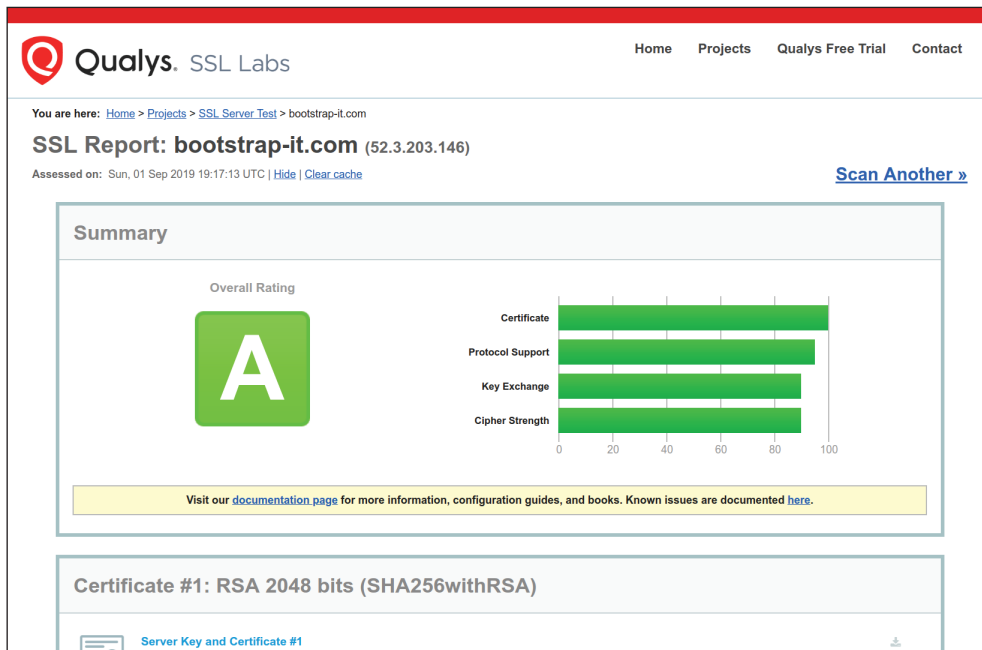 Qualys. SSL Labs
Home Projects Qualys Free Trial Contact
You are here: Home > Projects > SSL Server Test > bootstrap-it.com
SSL Report: bootstrap-it.com (52.3.203.146)
Assessed on: Sun, 01 Sep 2019 19:17:13 UTC | Hide | Clear cache
Scan Another »
Summary
Overall Rating
A
Certificate
Protocol Support
Key Exchange
Cipher Strength
0 20 40 60 80 100
Visit our documentation page for more information, configuration guides, and books. Known issues are documented here.
Certificate #1: RSA 2048 bits (SHA256withRSA)
Server Key and Certificate #1